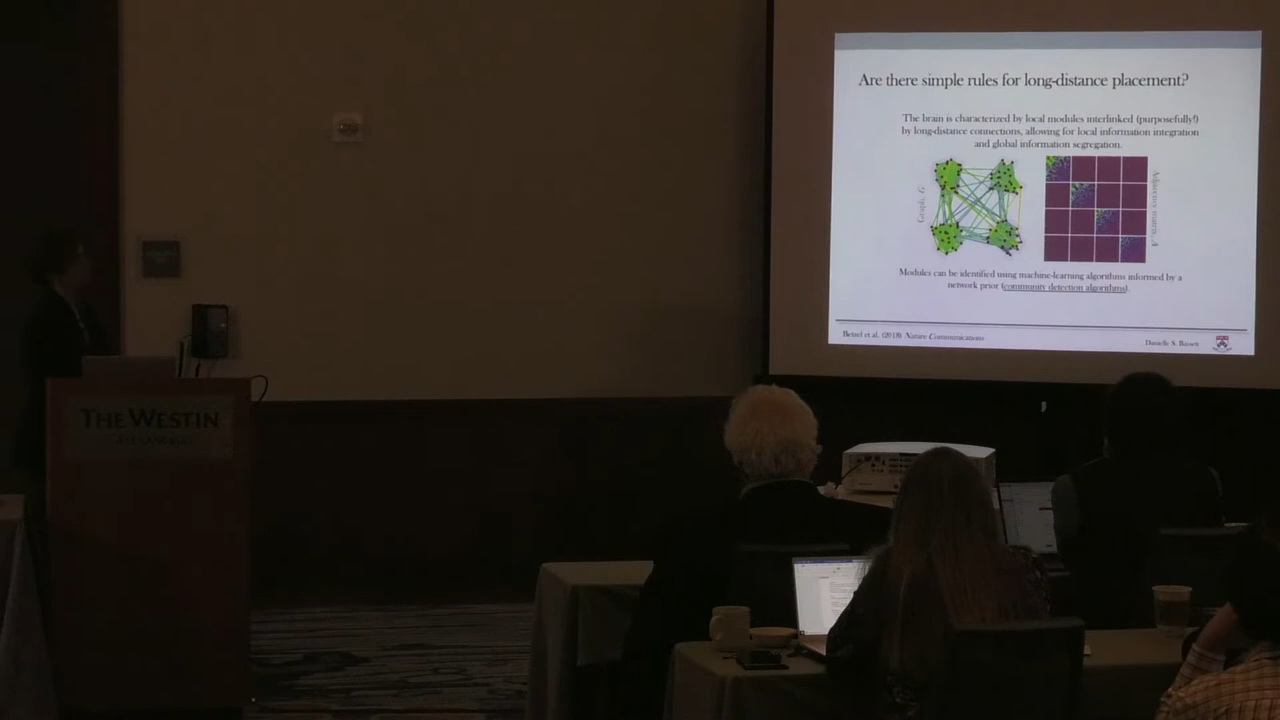 Are there simple rules for long-distance placement?
The brain is characterized by local modules interlinked (purposefully!)
by long-distance connections, allowing for local information integration
and global information segregation.
Graph, G
Adjacency matrix, A
Modules can be identified using machine-learning algorithms informed by a
network prior (community detection algorithms).
Betzel et al. (2018) Nature Communications
Danielle S. Bassett
THE WESTIN